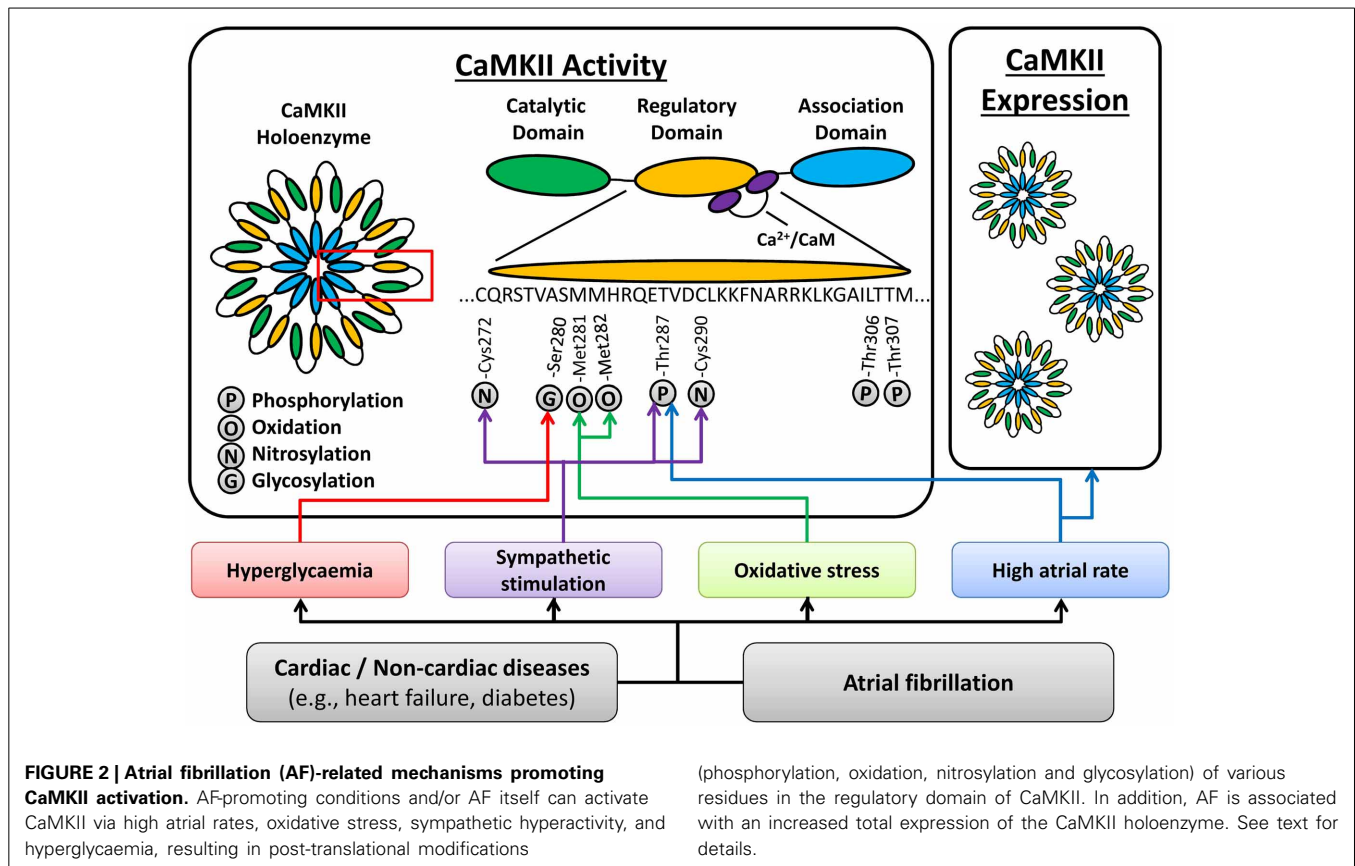 CaMKII Activity
CaMKII
Holoenzyme
Catalytic
Domain
Regulatory
Domain
Association
Domain
Ca²⁺/CaM
...CQRSTVASMMHRQETVDCLKKFNARRKLKGAILTTM...
N-Cys272
G-Ser280
O-Met281
O-Met282
P-Thr287
N-Cys290
P-Thr306
P-Thr307
P Phosphorylation
O Oxidation
N Nitrosylation
G Glycosylation
CaMKII
Expression
Hyperglycaemia
Sympathetic
stimulation
Oxidative stress
High atrial rate
Cardiac / Non-cardiac diseases
(e.g., heart failure, diabetes)
Atrial fibrillation
FIGURE 2 | Atrial fibrillation (AF)-related mechanisms promoting
CaMKII activation. AF-promoting conditions and/or AF itself can activate
CaMKII via high atrial rates, oxidative stress, sympathetic hyperactivity, and
hyperglycaemia, resulting in post-translational modifications
(phosphorylation, oxidation, nitrosylation and glycosylation) of various
residues in the regulatory domain of CaMKII. In addition, AF is associated
with an increased total expression of the CaMKII holoenzyme. See text for
details.